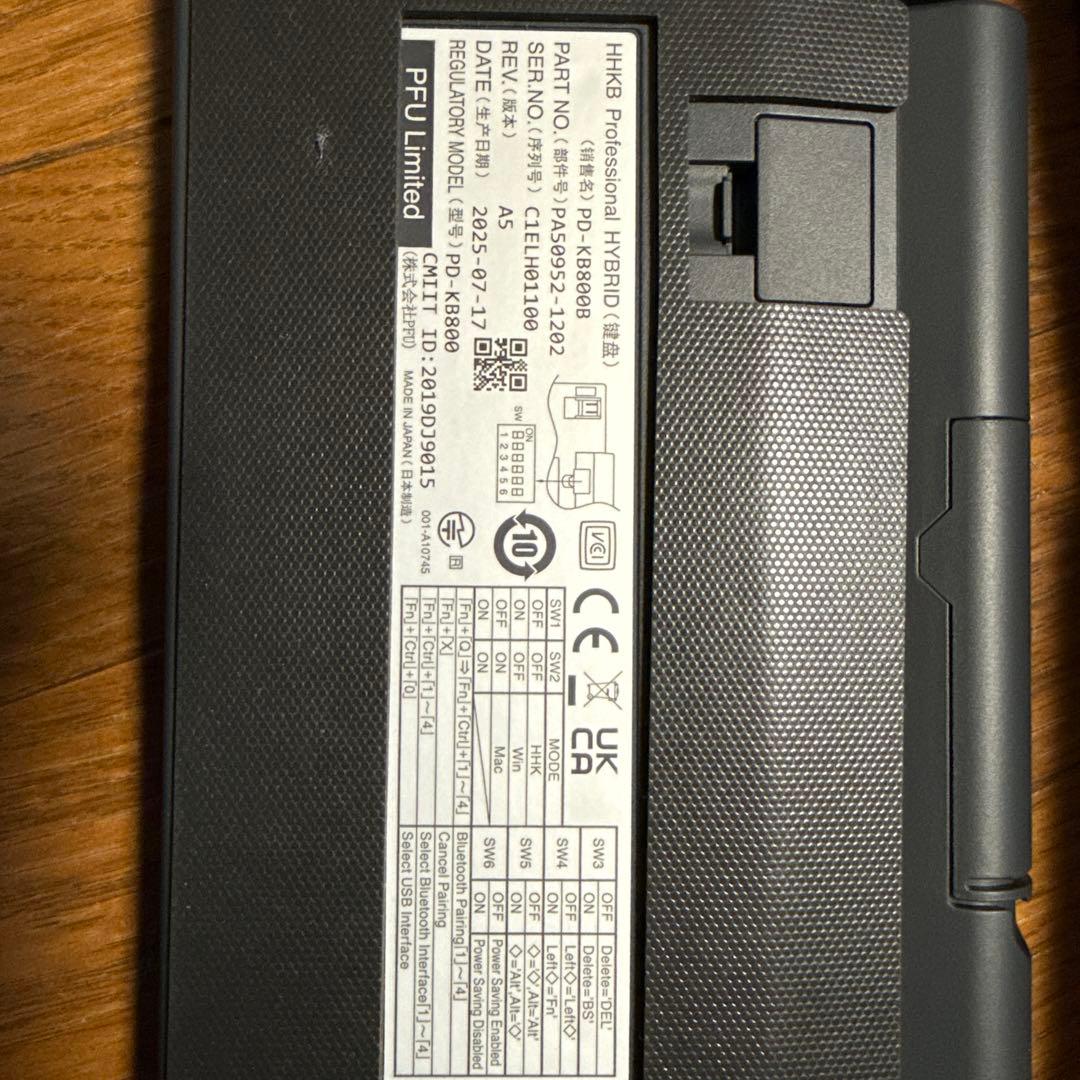 HHKB Professional HYBRID (键盘)
(销售名) PD-KB800B
PART NO. (部件号) PA50952-1202
SER.NO. (序列号) C1ELH01100
REV. (版本) A5
DATE (生产日期) 2025-07-17
REGULATORY MODEL (型号) PD-KB800
PFU Limited
CMIIT ID:2019DJ9015
(株式会社PFU) MADE IN JAPAN (日本制造)
SW
ON
1 2 3 4 5 6
10
VCI
R
001-A10745
CE
UK
CA
SW1 SW2 MODE
OFF OFF HHK
ON OFF Win
OFF ON Mac
ON ON
SW3 OFF Delete='DEL'
ON Delete='BS'
SW4 OFF Left◇='Left◇'
ON Left◇='Fn'
SW5 OFF ◇='◇',Alt='Alt'
ON ◇='Alt',Alt='◇'
SW6 OFF Power Saving Enabled
ON Power Saving Disabled
「Fn」+「Q」⇒「Fn」+「Ctrl」+「1」~「4」 Bluetooth Pairing「1」~「4」
「Fn」+「X」 Cancel Pairing
「Fn」+「Ctrl」+「1」~「4」 Select Bluetooth Interface「1」~「4」
「Fn」+「Ctrl」+「0」 Select USB Interface